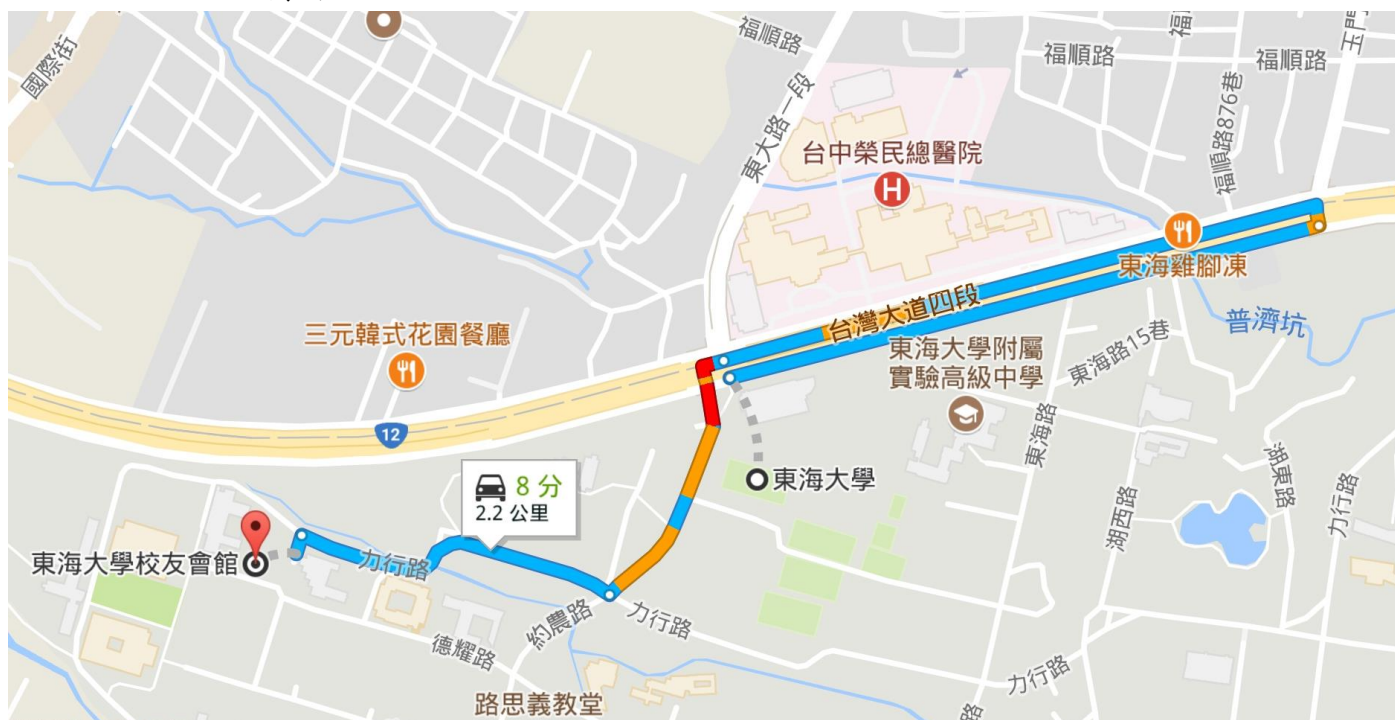 國際街
福順路
東大路一段
福順路
福順路876巷
福順路
玉門
台中榮民總醫院
H
東海雞腳凍
台灣大道四段
普濟坑
三元韓式花園餐廳
東海大學附屬
實驗高級中學
東海路15巷
12
東海路
8 分
2.2 公里
東海大學
湖東路
力行路
湖西路
東海大學校友會館
力行路
約農路
力行路
德耀路
力行路
路思義教堂
路